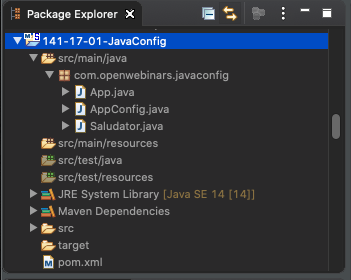 Package Explorer
141-17-01-JavaConfig
src/main/java
com.openwebinars.javaconfig
App.java
AppConfig.java
Saludator.java
src/main/resources
src/test/java
src/test/resources
JRE System Library [Java SE 14 [14]]
Maven Dependencies
src
target
pom.xml